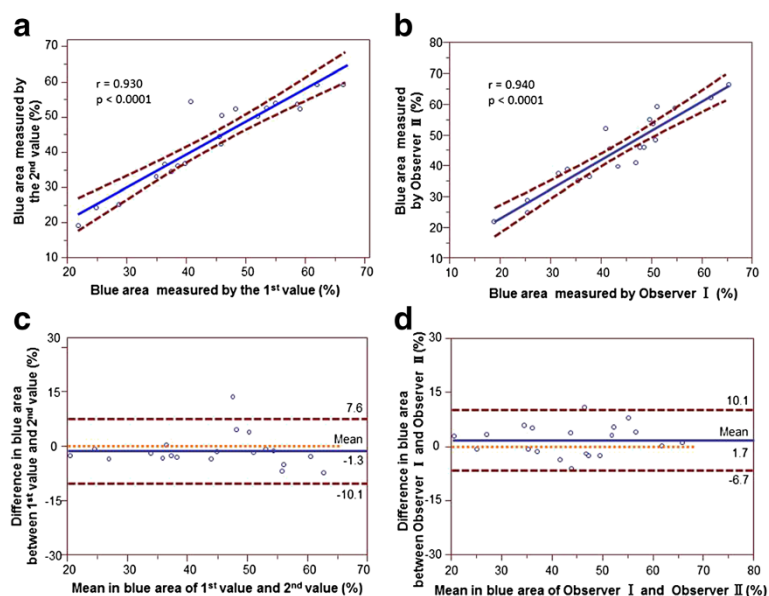 a
Blue area measured by
the 2nd value (%)
70
60
50
40
30
20
10
r = 0.930
p < 0.0001
20 30 40 50 60 70
Blue area measured by the 1st value (%)
b
Blue area measured
by Observer Ⅱ (%)
80
70
60
50
40
30
20
10
r = 0.940
p < 0.0001
10 20 30 40 50 60 70
Blue area measured by Observer Ⅰ (%)
c
Difference in blue area
between 1st value and 2nd value (%)
30
15
0
-15
-30
7.6
Mean
-1.3
-10.1
20 30 40 50 60 70
Mean in blue area of 1st value and 2nd value (%)
d
Difference in blue area
between Observer Ⅰ and Observer Ⅱ (%)
30
15
0
-15
-30
10.1
Mean
1.7
-6.7
20 30 40 50 60 70 80
Mean in blue area of Observer Ⅰ and Observer Ⅱ (%)